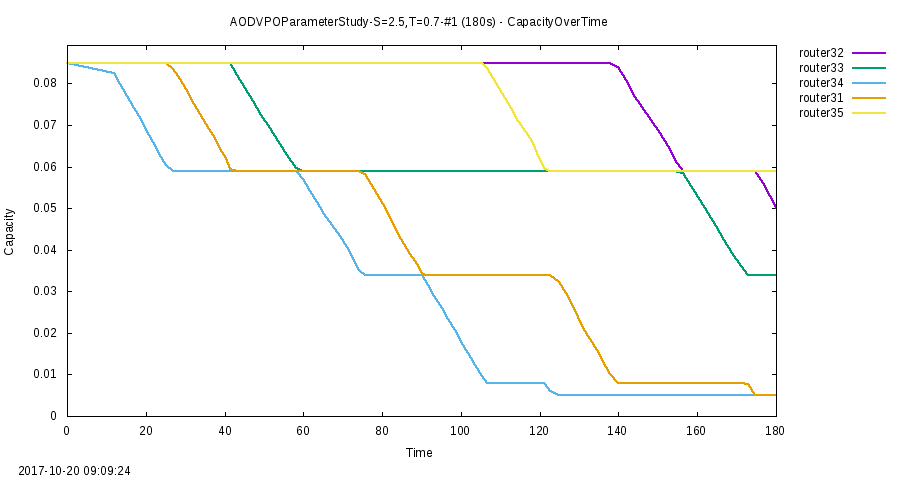 AODVPOParameterStudy-S=2.5,T=0.7-#1 (180s) - CapacityOverTime
router32
router33
router34
router31
router35
0.08
0.07
0.06
0.05
0.04
0.03
0.02
0.01
0
Capacity
0 20 40 60 80 100 120 140 160 180
Time
2017-10-20 09:09:24